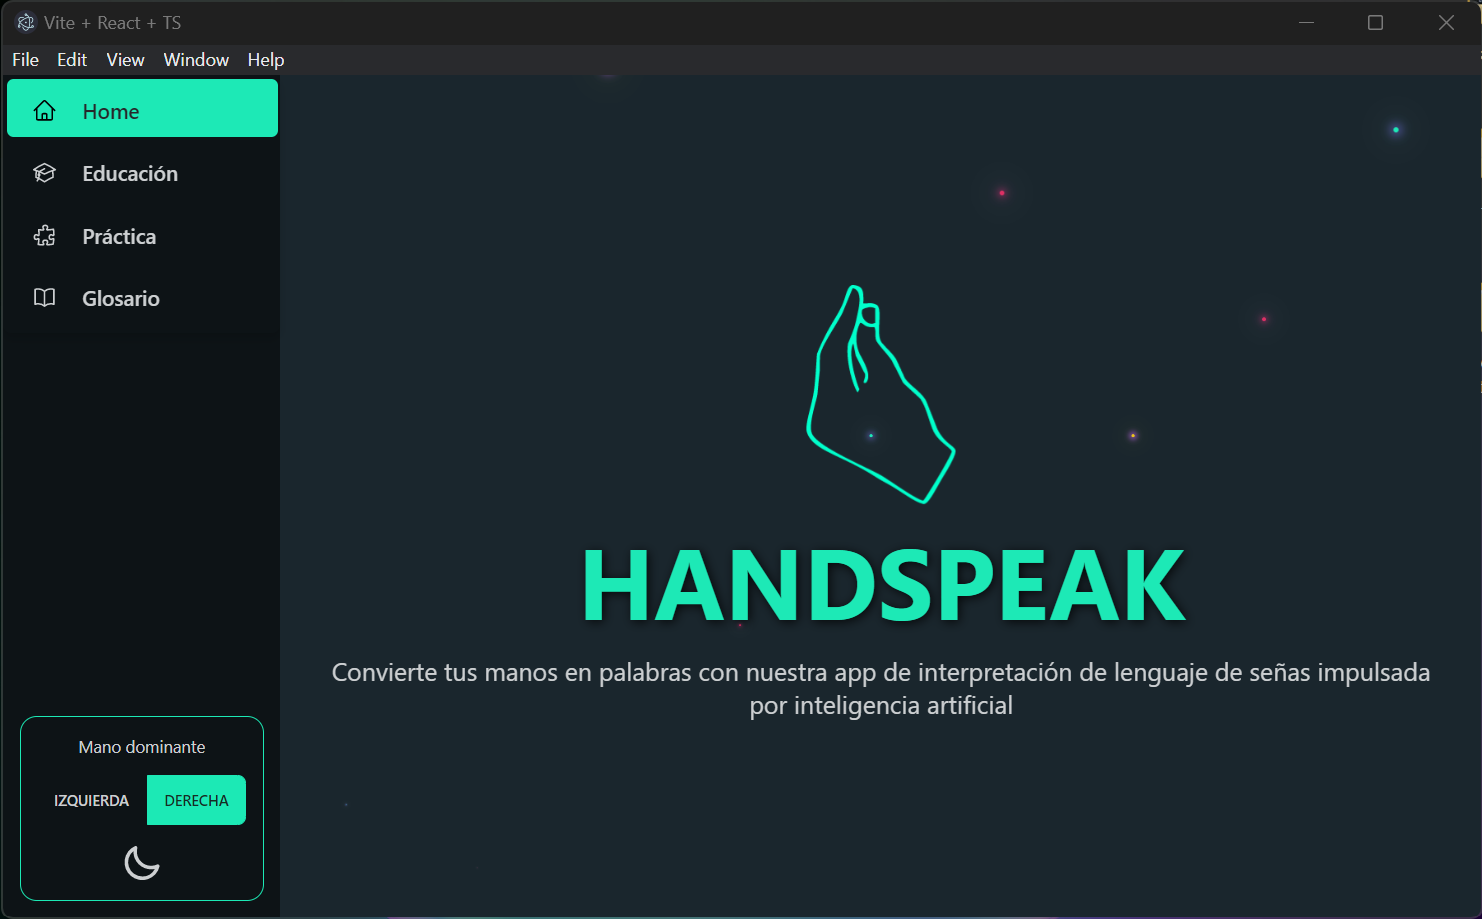 Vite + React + TS
File Edit View Window Help
Home
Educación
Práctica
Glosario
HANDSPEAK
Convierte tus manos en palabras con nuestra app de interpretación de lenguaje de señas impulsada
por inteligencia artificial
Mano dominante
IZQUIERDA DERECHA